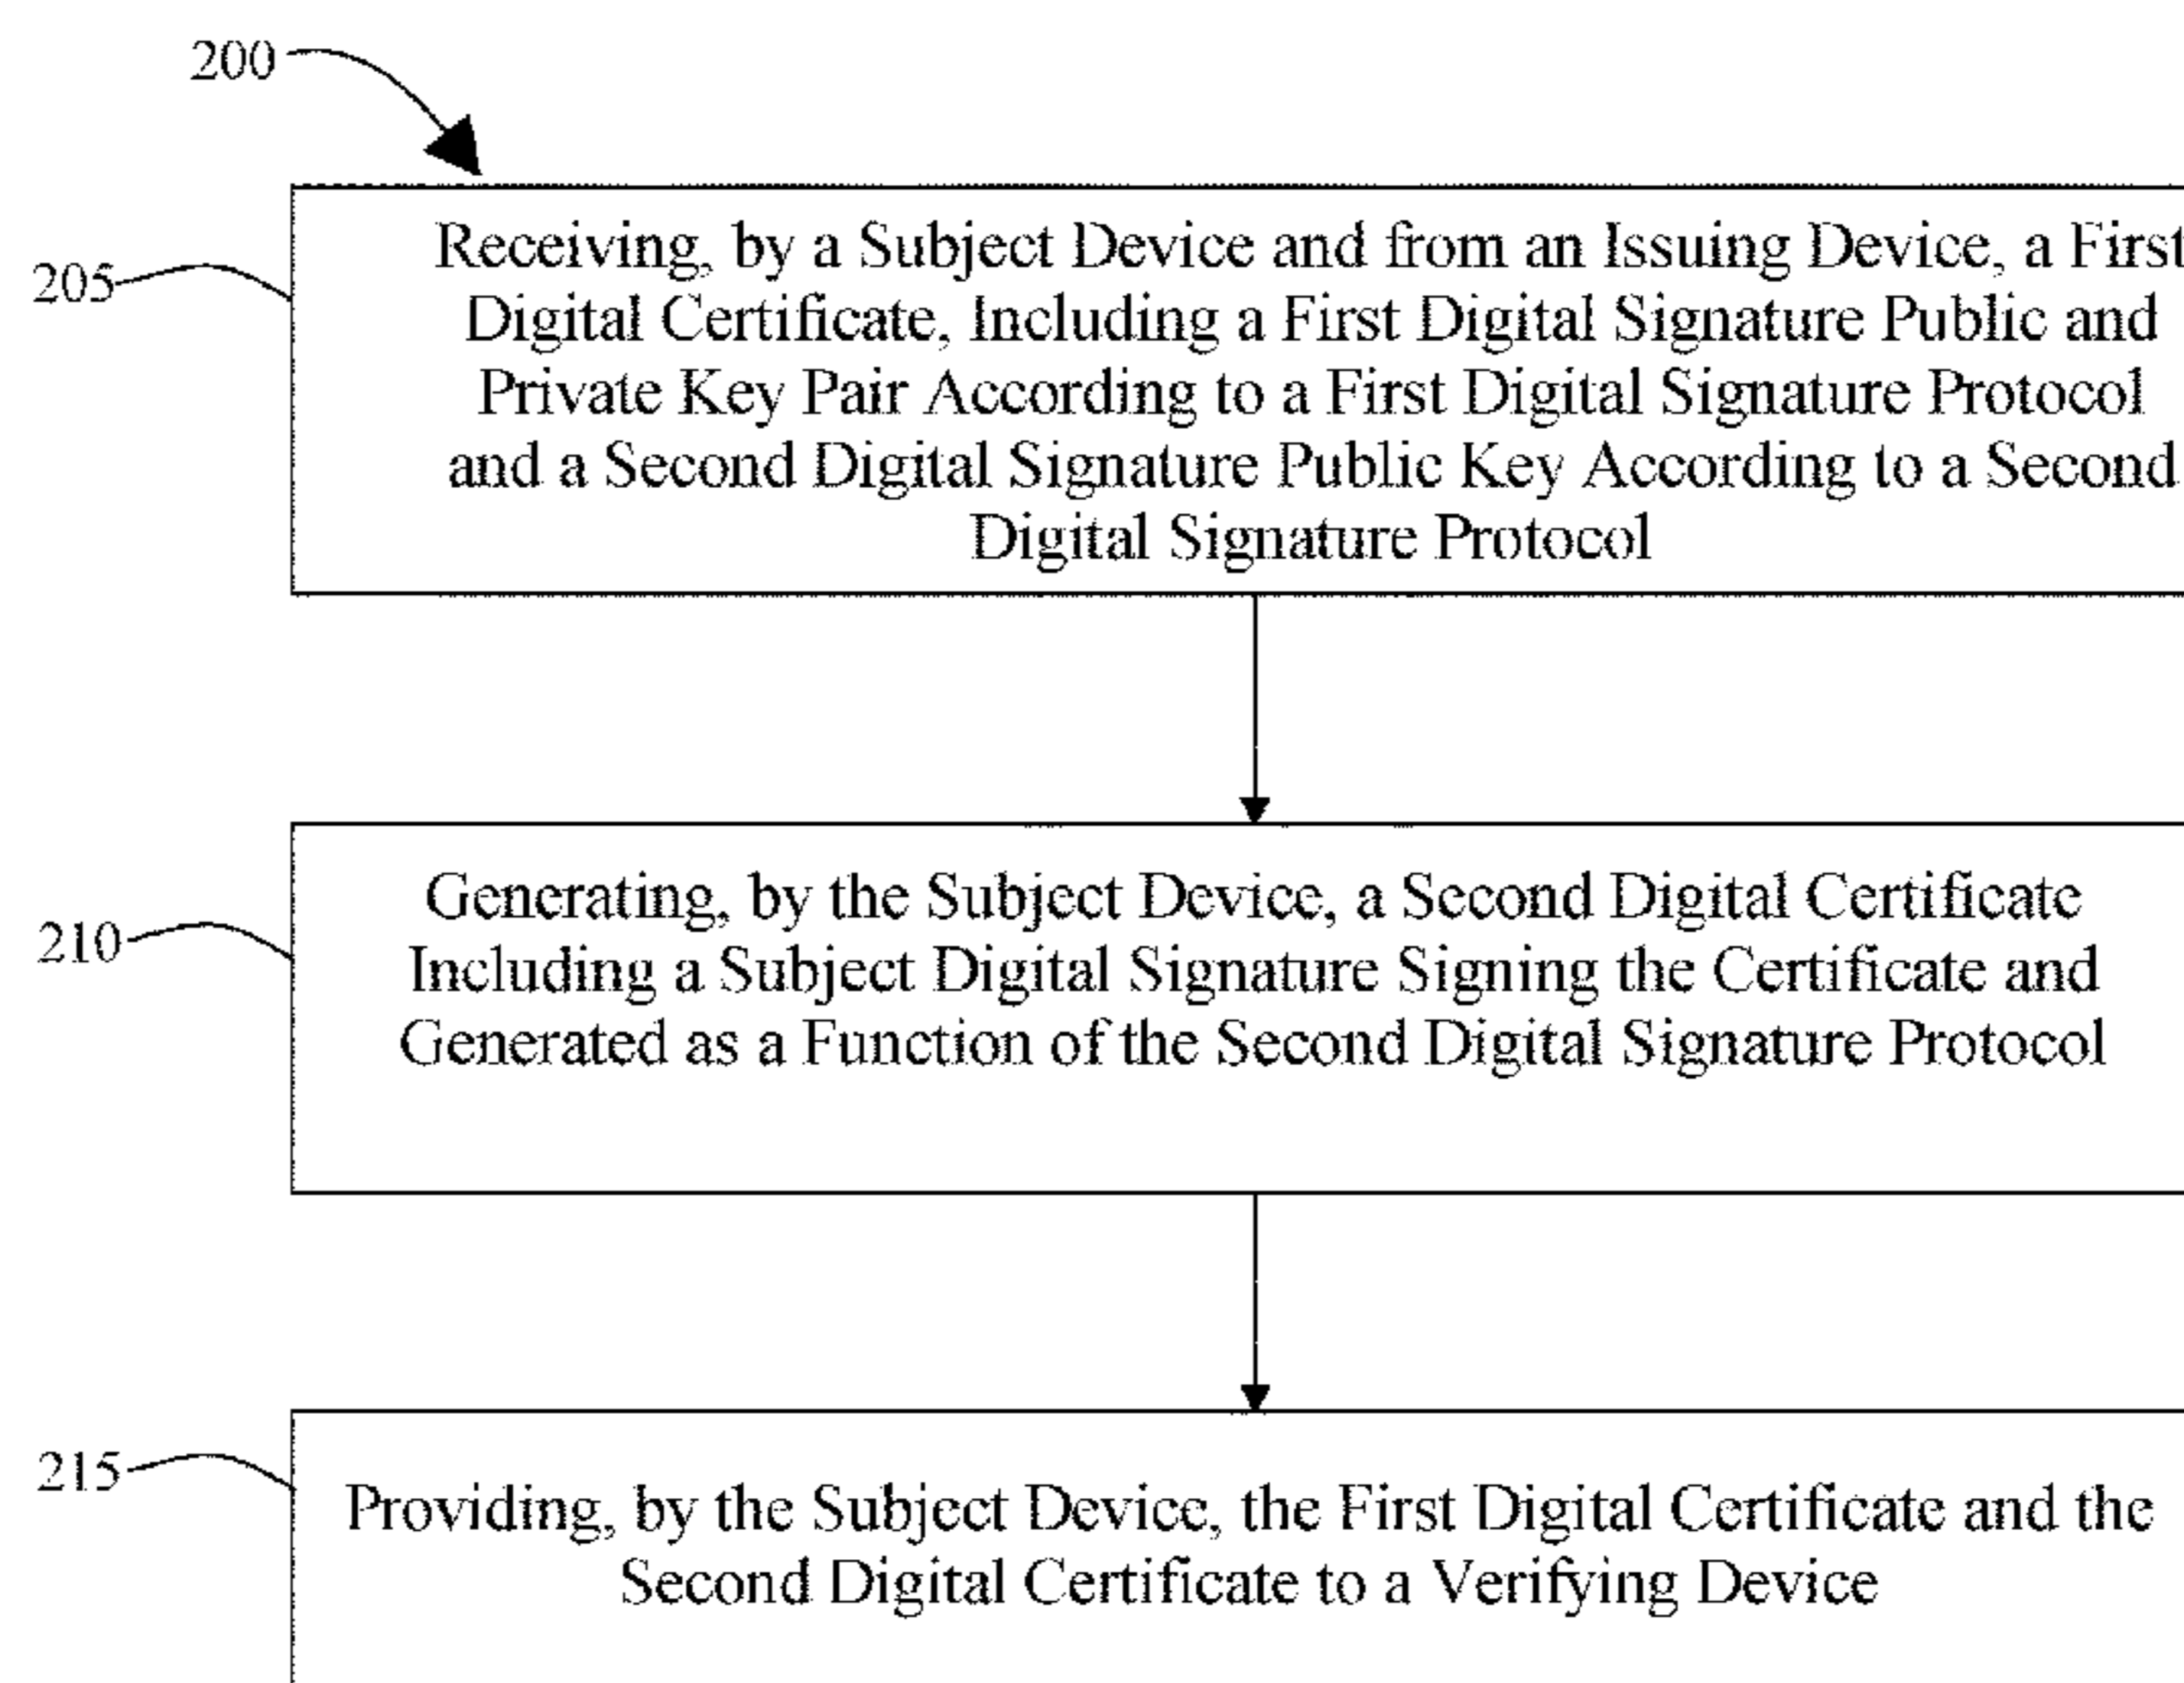 200
205
Receiving, by a Subject Device and from an Issuing Device, a First
Digital Certificate, Including a First Digital Signature Public and
Private Key Pair According to a First Digital Signature Protocol
and a Second Digital Signature Public Key According to a Second
Digital Signature Protocol
210
Generating, by the Subject Device, a Second Digital Certificate
Including a Subject Digital Signature Signing the Certificate and
Generated as a Function of the Second Digital Signature Protocol
215
Providing, by the Subject Device, the First Digital Certificate and the
Second Digital Certificate to a Verifying Device